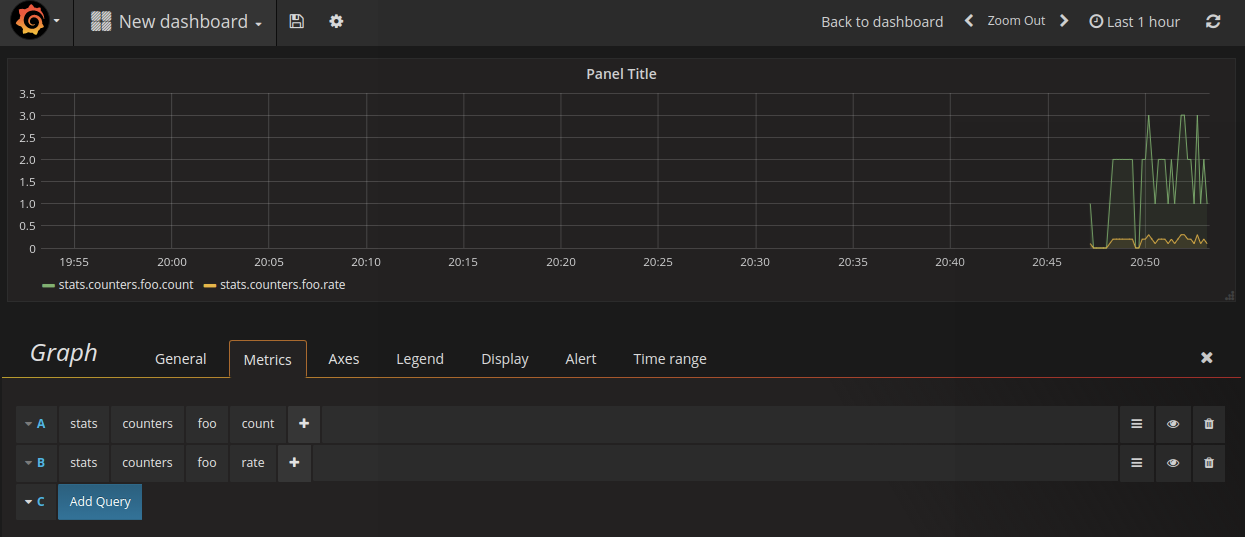 New dashboard
Back to dashboard Zoom Out Last 1 hour
Panel Title
3.5
3.0
2.5
2.0
1.5
1.0
0.5
0
19:55 20:00 20:05 20:10 20:15 20:20 20:25 20:30 20:35 20:40 20:45 20:50
stats.counters.foo.count stats.counters.foo.rate
Graph General Metrics Axes Legend Display Alert Time range
A stats counters foo count
B stats counters foo rate
C Add Query